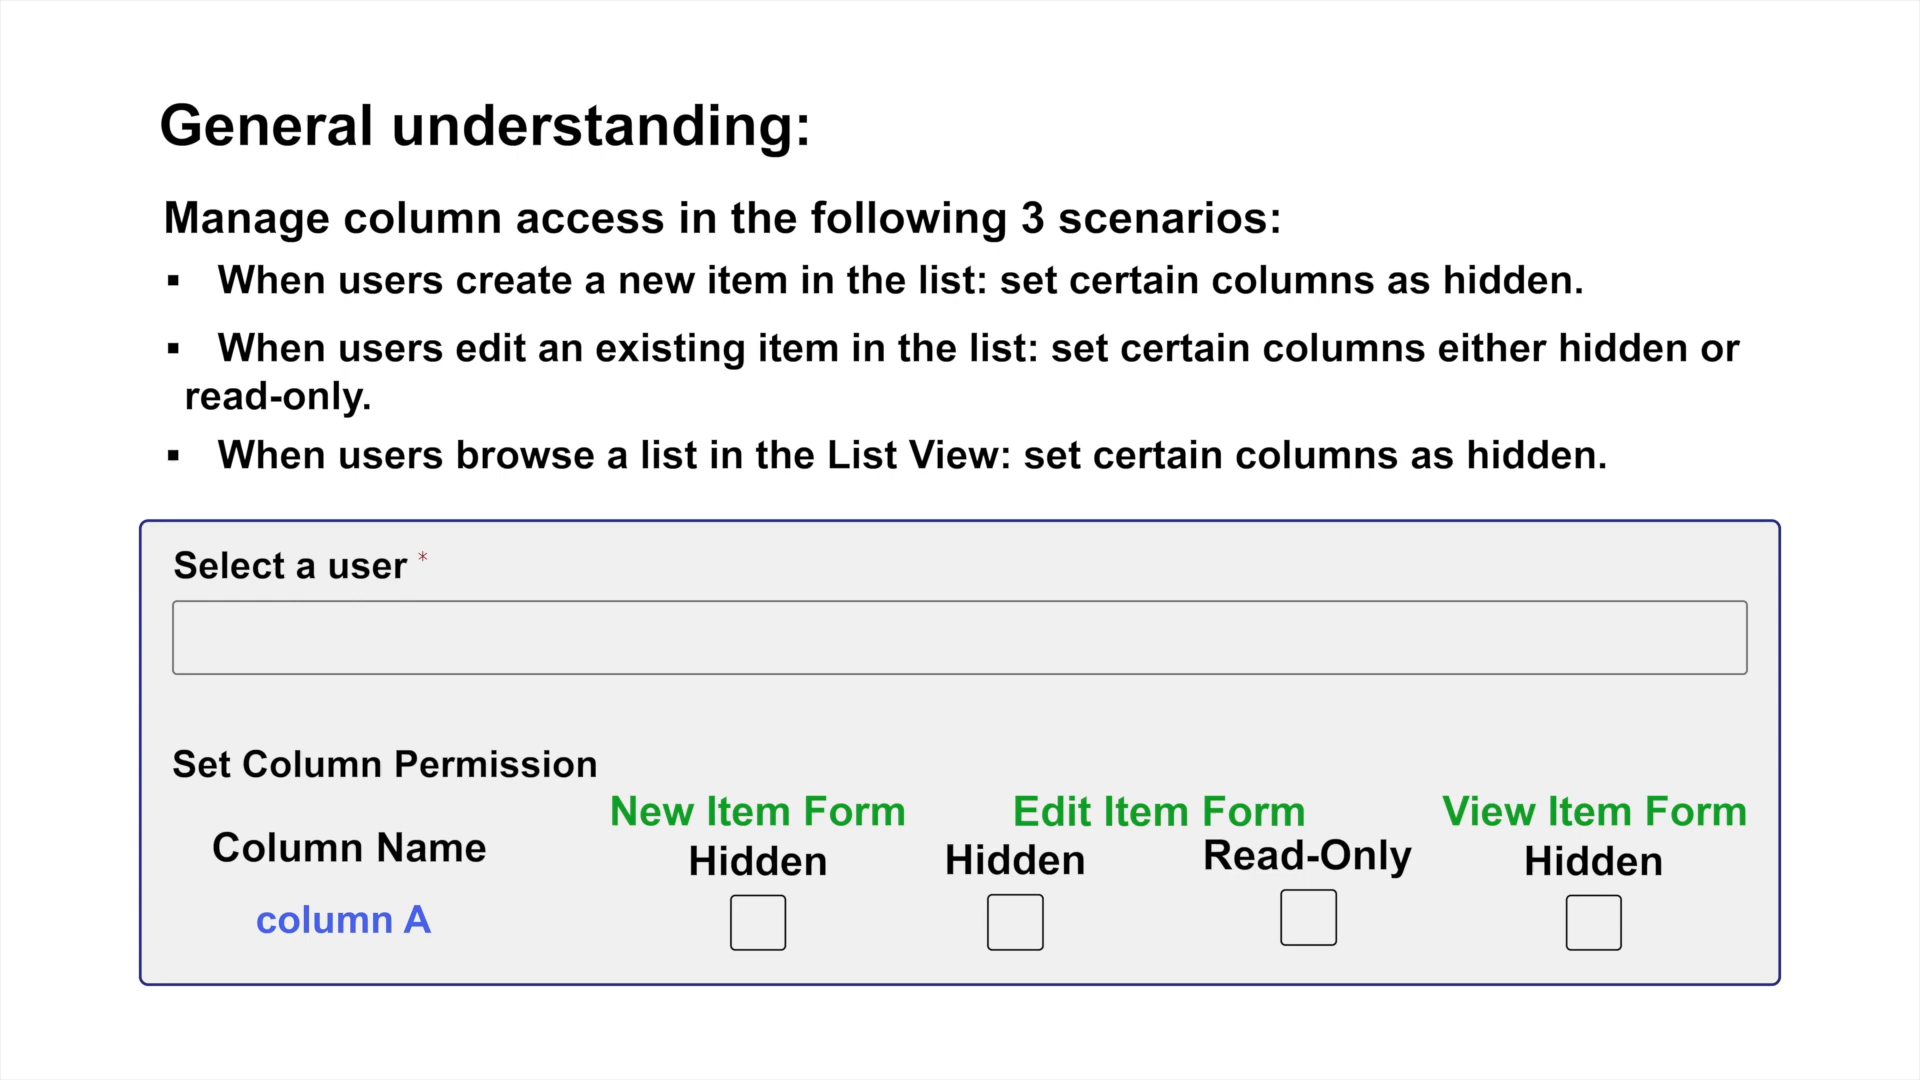 General understanding:
Manage column access in the following 3 scenarios:
▪ When users create a new item in the list: set certain columns as hidden.
▪ When users edit an existing item in the list: set certain columns either hidden or
read-only.
▪ When users browse a list in the List View: set certain columns as hidden.
Select a user *
Set Column Permission
New Item Form Edit Item Form View Item Form
Column Name Hidden Hidden Read-Only Hidden
column A